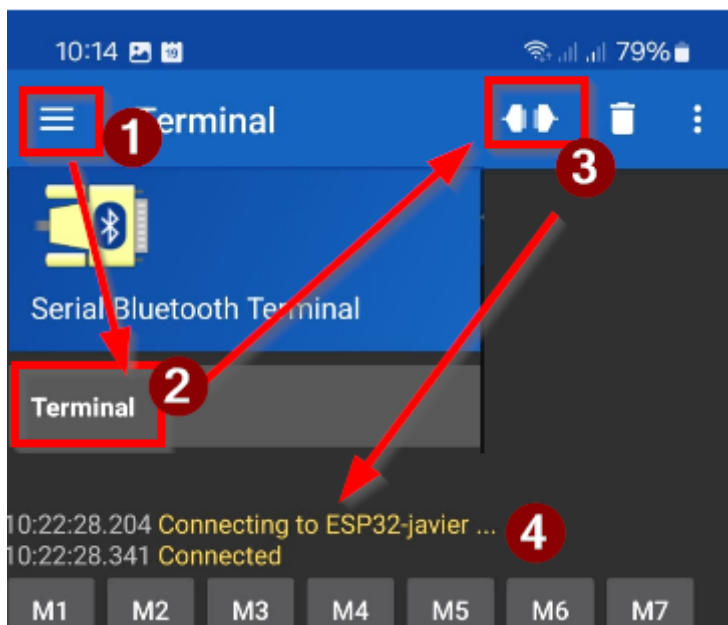 10:14 79%
1 Terminal
3
Serial Bluetooth Terminal
2
Terminal
10:22:28.204 Connecting to ESP32-javier ...
4
10:22:28.341 Connected
M1 M2 M3 M4 M5 M6 M7